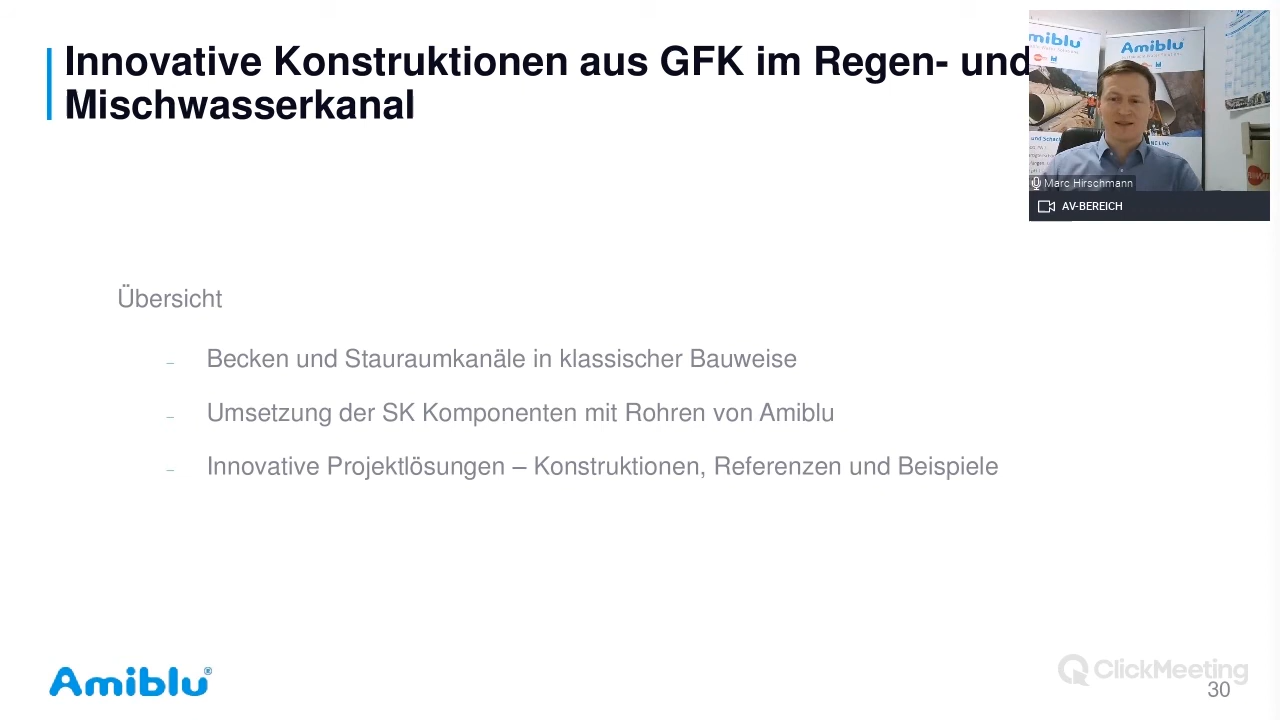 Innovative Konstruktionen aus GFK im Regen- und
Mischwasserkanal
Amiblu
Marc Hirschmann
AV-BEREICH
Übersicht
– Becken und Stauraumkanäle in klassischer Bauweise
– Umsetzung der SK Komponenten mit Rohren von Amiblu
– Innovative Projektlösungen – Konstruktionen, Referenzen und Beispiele
Amiblu®
ClickMeeting
30